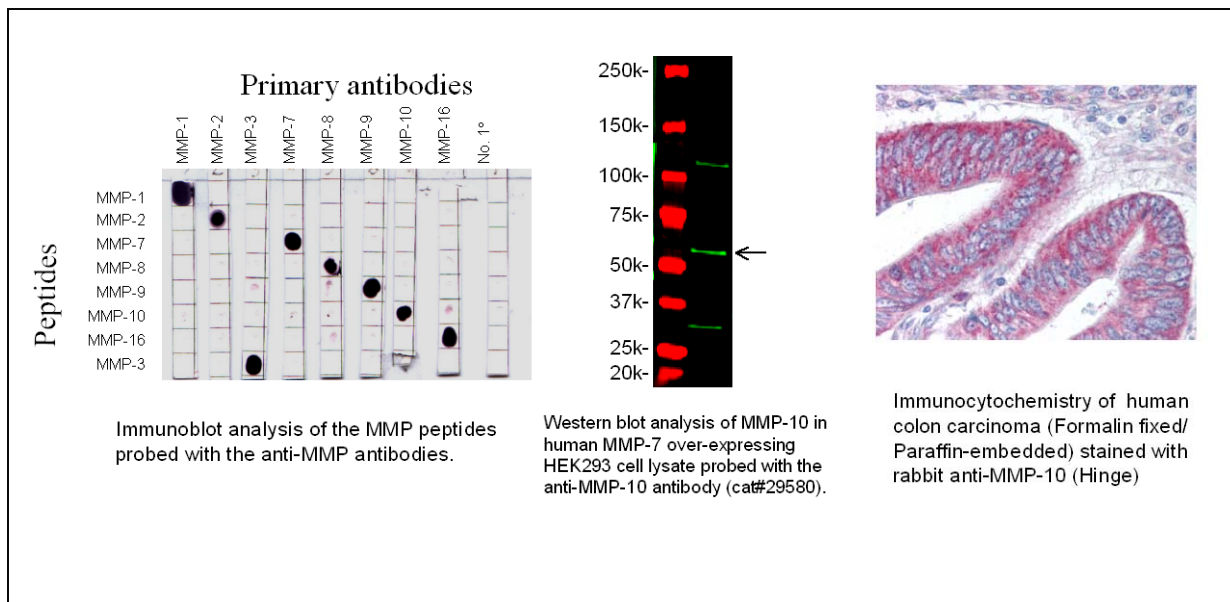 Primary antibodies
MMP-1
MMP-2
MMP-3
MMP-7
MMP-8
MMP-9
MMP-10
MMP-16
No. 1°
Peptides
MMP-1
MMP-2
MMP-7
MMP-8
MMP-9
MMP-10
MMP-16
MMP-3
Immunoblot analysis of the MMP peptides
probed with the anti-MMP antibodies.
250k-
150k-
100k-
75k-
50k-
37k-
25k-
20k-
Western blot analysis of MMP-10 in
human MMP-7 over-expressing
HEK293 cell lysate probed with the
anti-MMP-10 antibody (cat#29580).
Immunocytochemistry of human
colon carcinoma (Formalin fixed/
Paraffin-embedded) stained with
rabbit anti-MMP-10 (Hinge)